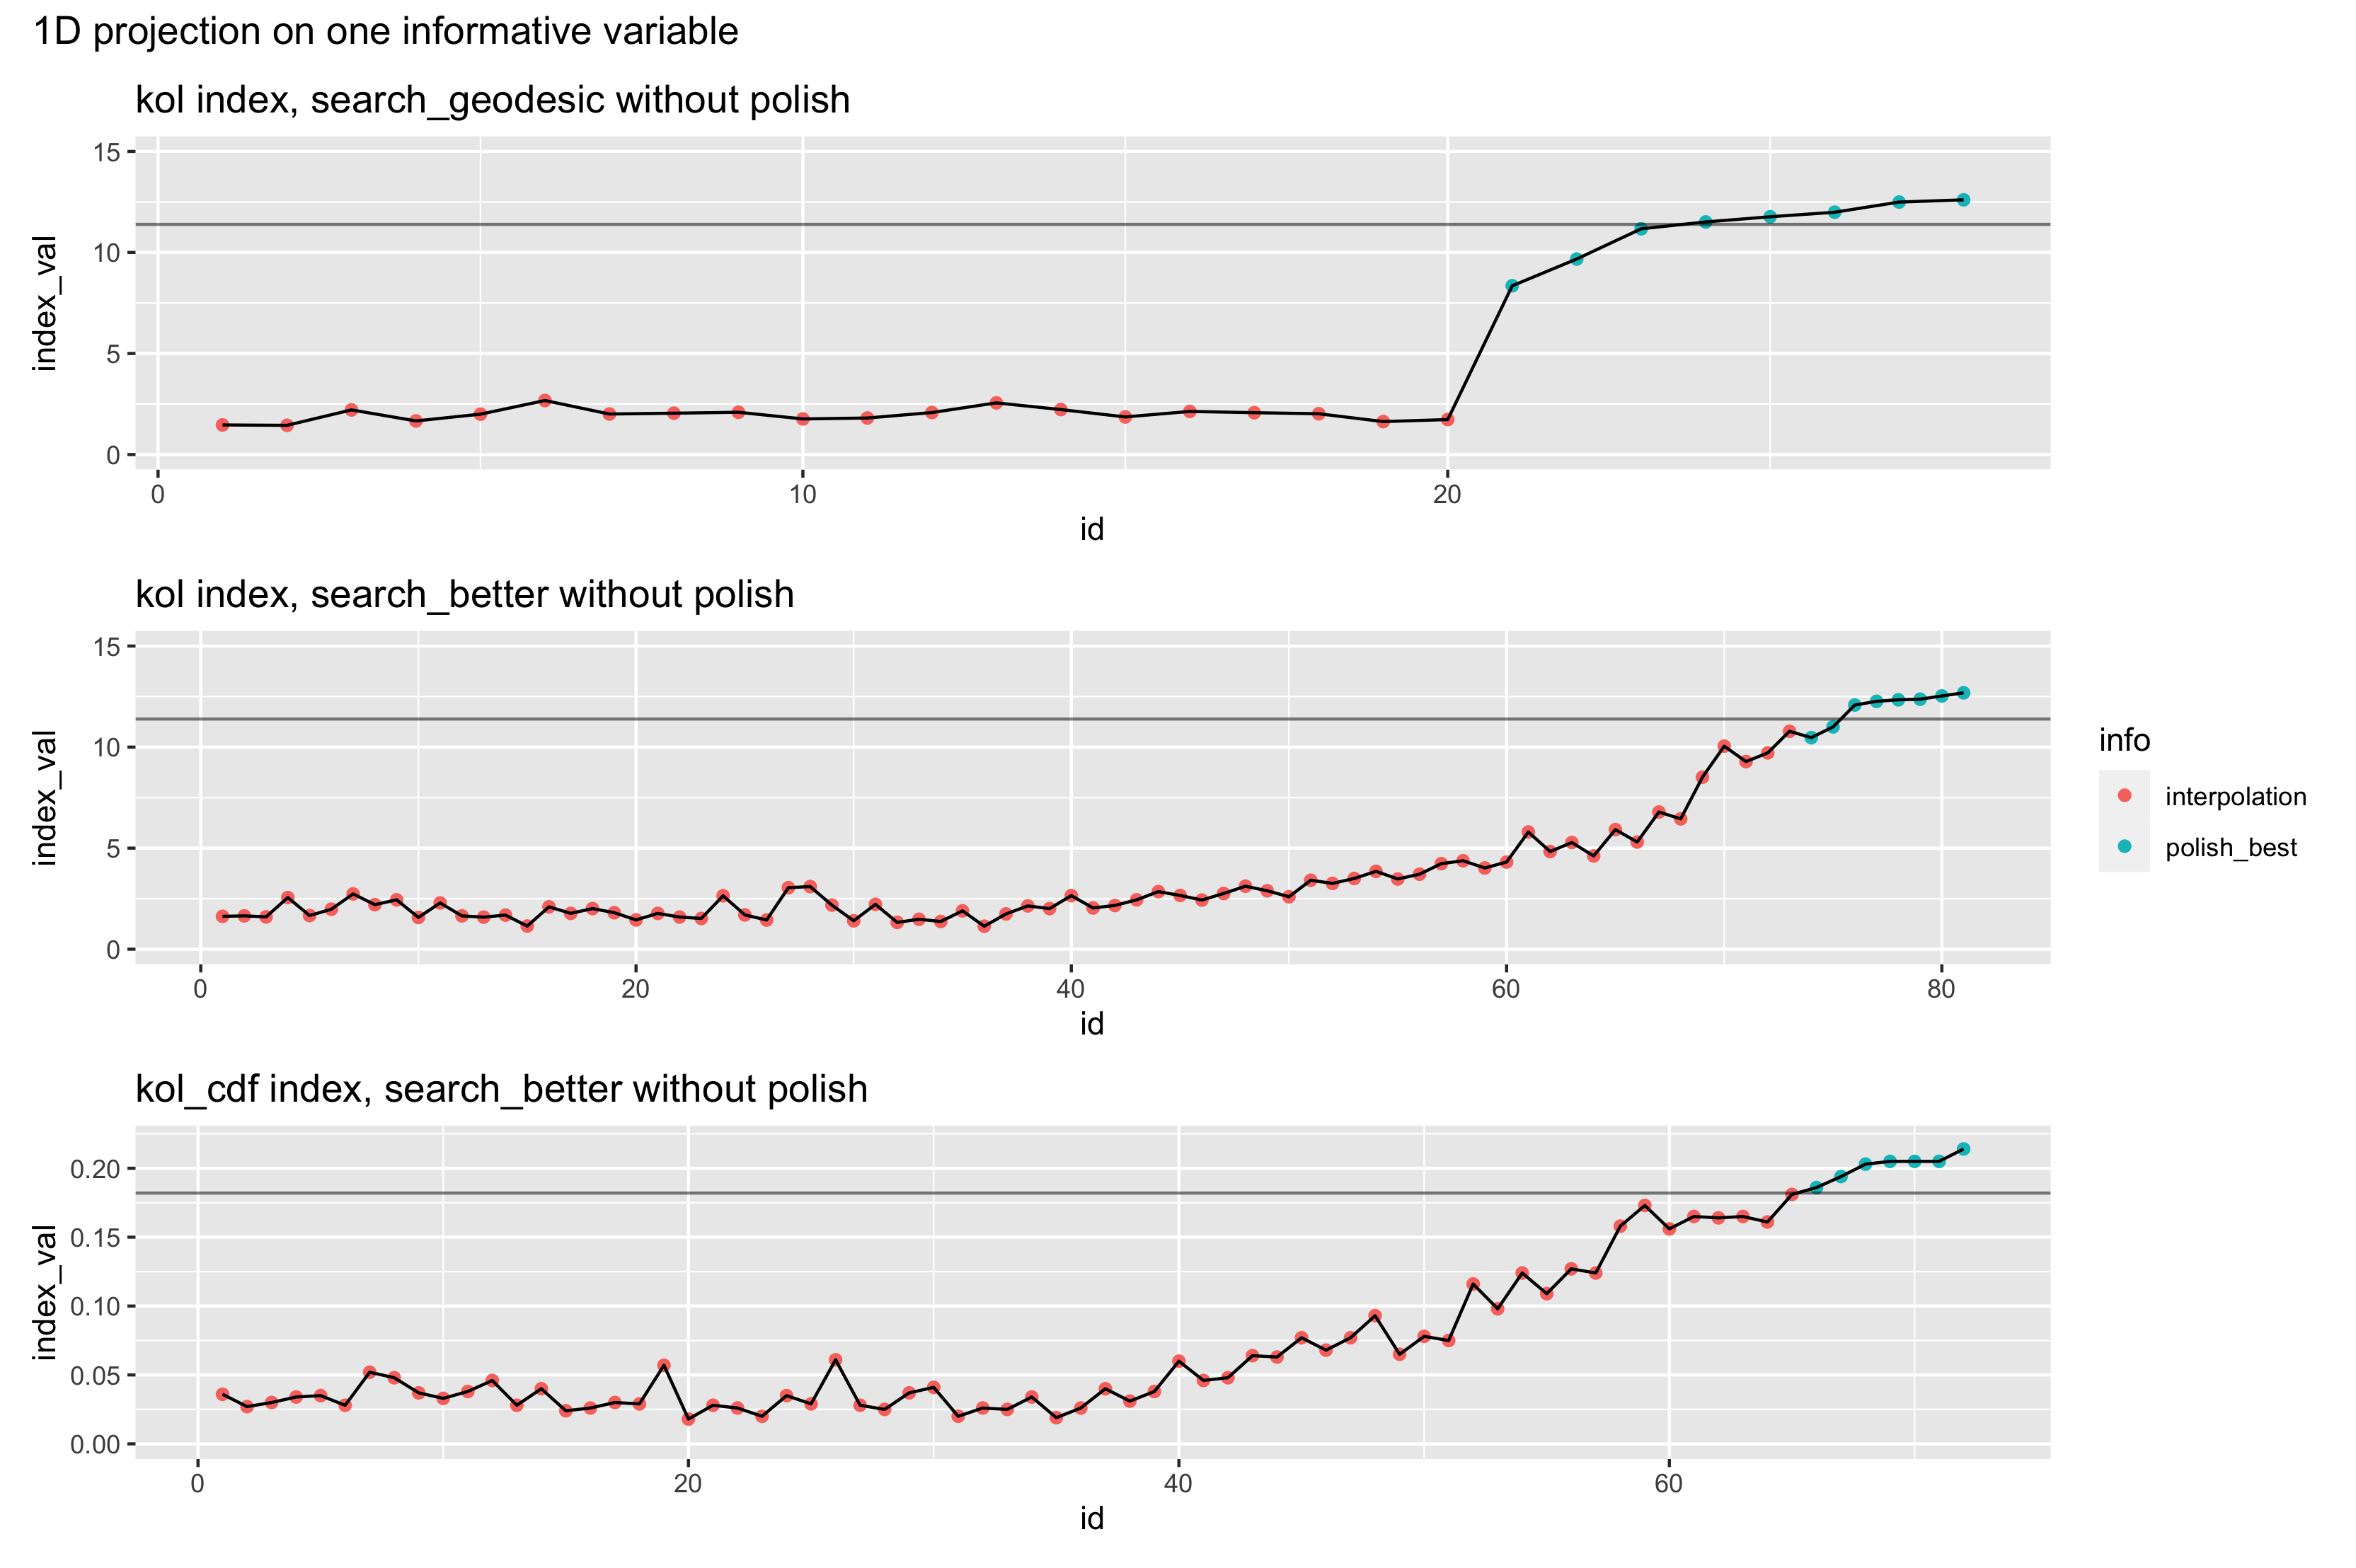 1D projection on one informative variable
kol index, search_geodesic without polish
15
10
5
0
index_val
0 10 20
id
kol index, search_better without polish
15
10
5
0
index_val
0 20 40 60 80
id
info
interpolation
polish_best
kol_cdf index, search_better without polish
0.20
0.15
0.10
0.05
0.00
index_val
0 20 40 60
id